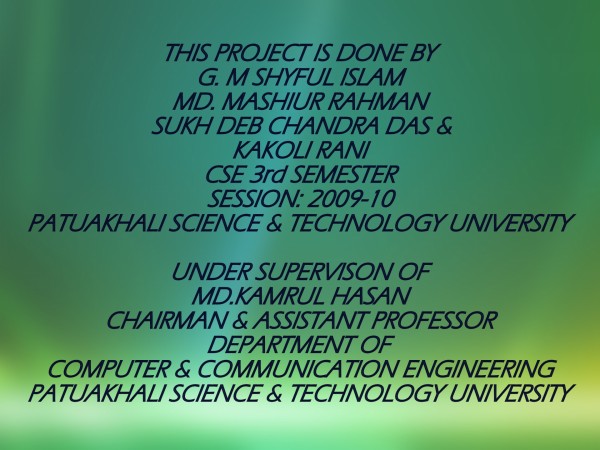 THIS PROJECT IS DONE BY
G. M SHYFUL ISLAM
MD. MASHIUR RAHMAN
SUKH DEB CHANDRA DAS &
KAKOLI RANI
CSE 3rd SEMESTER
SESSION: 2009-10
PATUAKHALI SCIENCE & TECHNOLOGY UNIVERSITY
UNDER SUPERVISON OF
MD.KAMRUL HASAN
CHAIRMAN & ASSISTANT PROFESSOR
DEPARTMENT OF
COMPUTER & COMMUNICATION ENGINEERING
PATUAKHALI SCIENCE & TECHNOLOGY UNIVERSITY